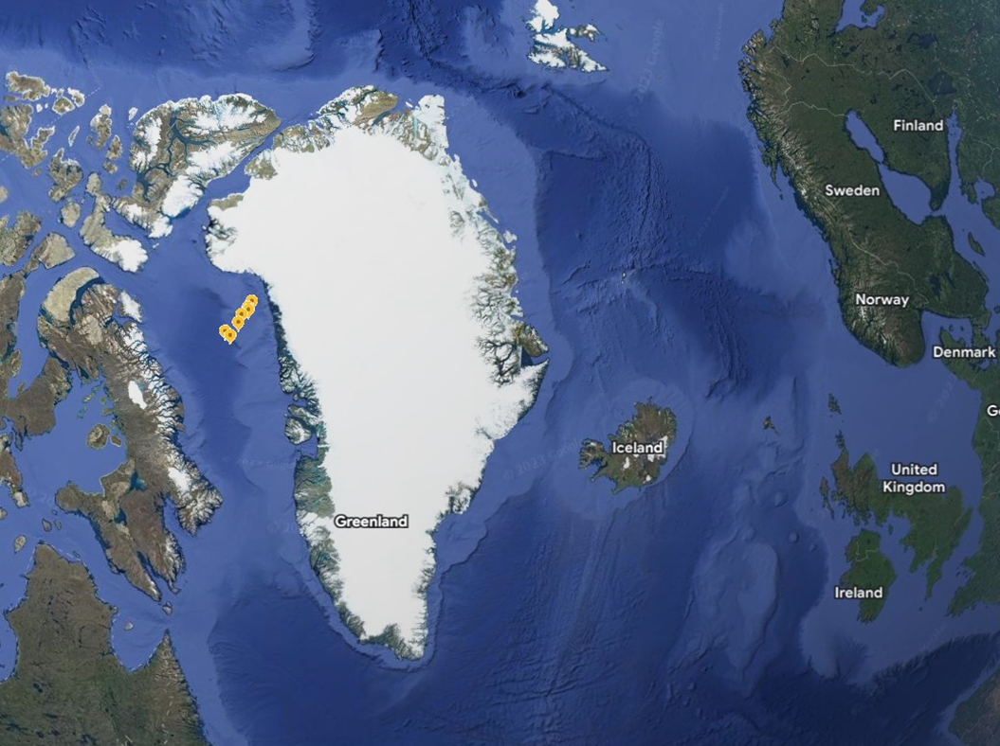 Finland
Sweden
Norway
Denmark
G
Iceland
United
Kingdom
Greenland
Ireland